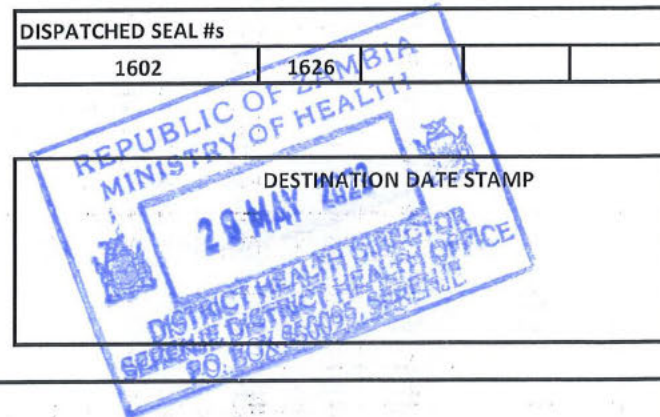 DISPATCHED SEAL #s
1602 1626
REPUBLIC OF ZAMBIA
MINISTRY OF HEALTH
DESTINATION DATE STAMP
MAY
DISTRICT HEALTH DIRECTOR
SERENJE DISTRICT HEALTH OFFICE
P.O. BOX SERENJE